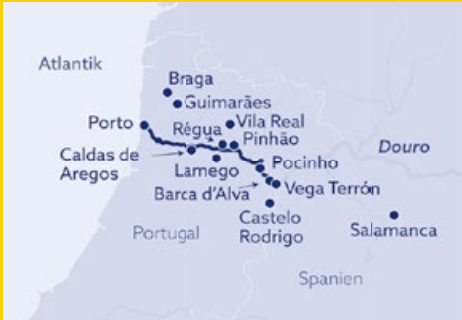 Atlantik
Braga
Guimarães
Porto
Régua
Vila Real
Pinhão
Douro
Caldas de
Aregos
Lamego
Pocinho
Barca d'Alva
Vega Terrón
Castelo
Rodrigo
Salamanca
Portugal
Spanien